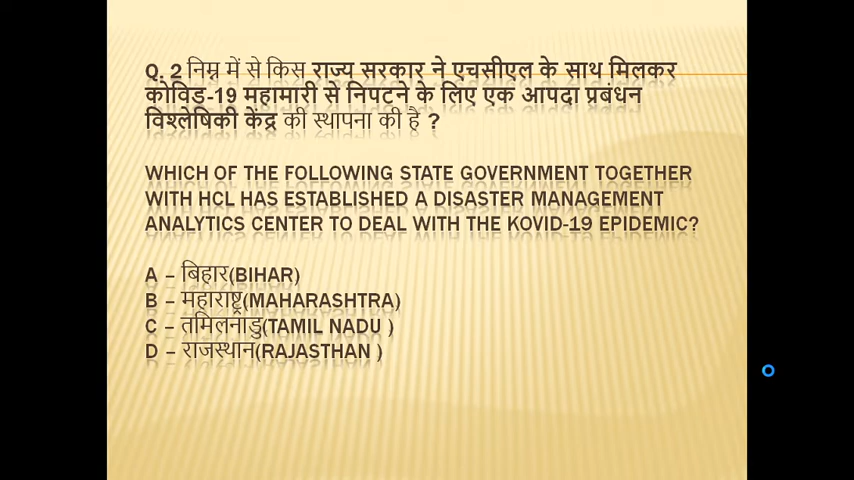 Q. 2 निम्न में से किस राज्य सरकार ने एचसीएल के साथ मिलकर
कोविड-19 महामारी से निपटने के लिए एक आपदा प्रबंधन
विश्लेषिकी केंद्र की स्थापना की है ?
WHICH OF THE FOLLOWING STATE GOVERNMENT TOGETHER
WITH HCL HAS ESTABLISHED A DISASTER MANAGEMENT
ANALYTICS CENTER TO DEAL WITH THE KOVID-19 EPIDEMIC?
A – बिहार(BIHAR)
B – महाराष्ट्र(MAHARASHTRA)
C – तमिलनाडु(TAMIL NADU )
D – राजस्थान(RAJASTHAN )